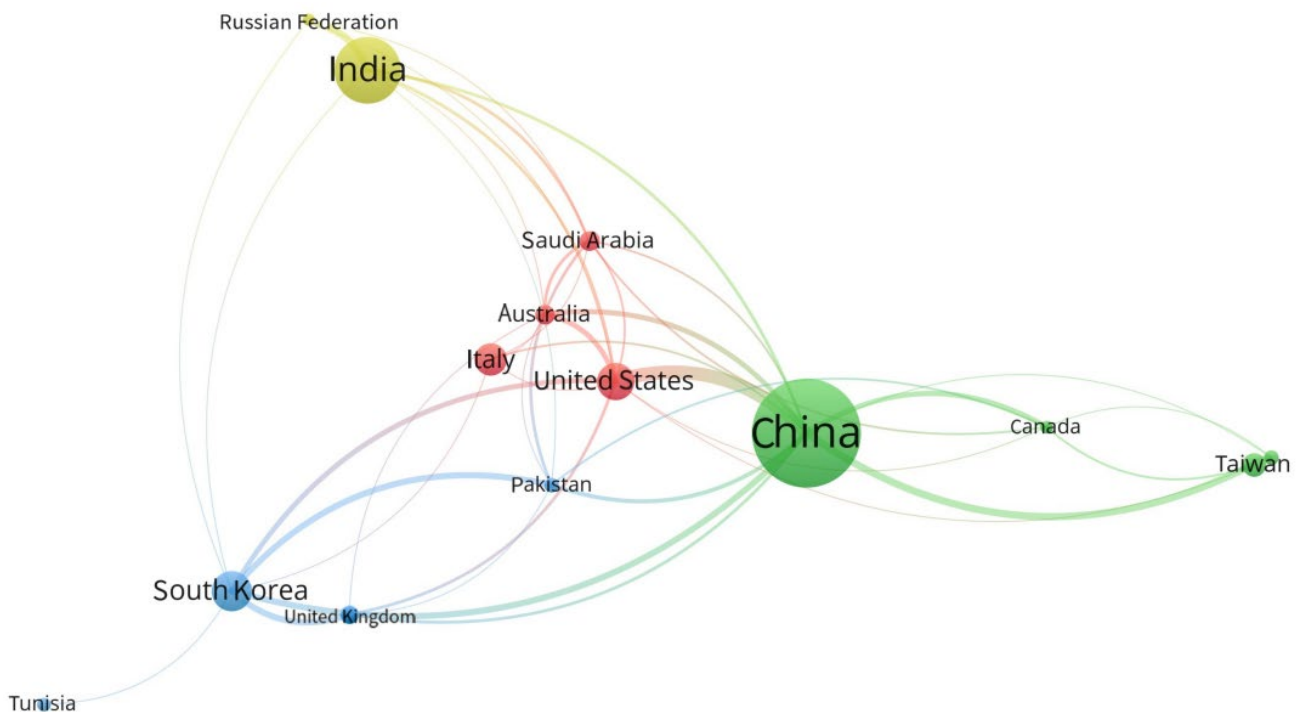 Russian Federation
India
Saudi Arabia
Australia
Italy
United States
China
Canada
Taiwan
Pakistan
South Korea
United Kingdom
Tunisia